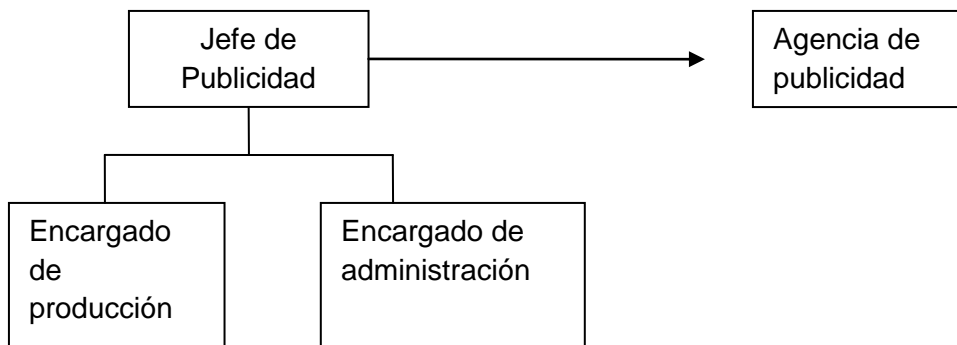 Jefe de
Publicidad
Agencia de
publicidad
Encargado
de
producción
Encargado de
administración